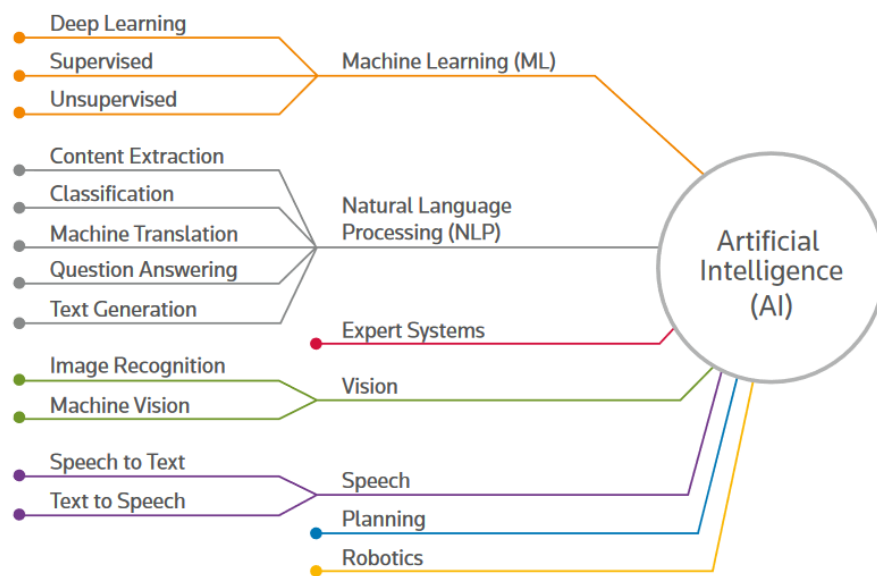 Deep Learning
Supervised
Unsupervised
Machine Learning (ML)
Content Extraction
Classification
Machine Translation
Question Answering
Text Generation
Natural Language
Processing (NLP)
Expert Systems
Image Recognition
Machine Vision
Vision
Speech to Text
Text to Speech
Speech
Planning
Robotics
Artificial
Intelligence
(AI)